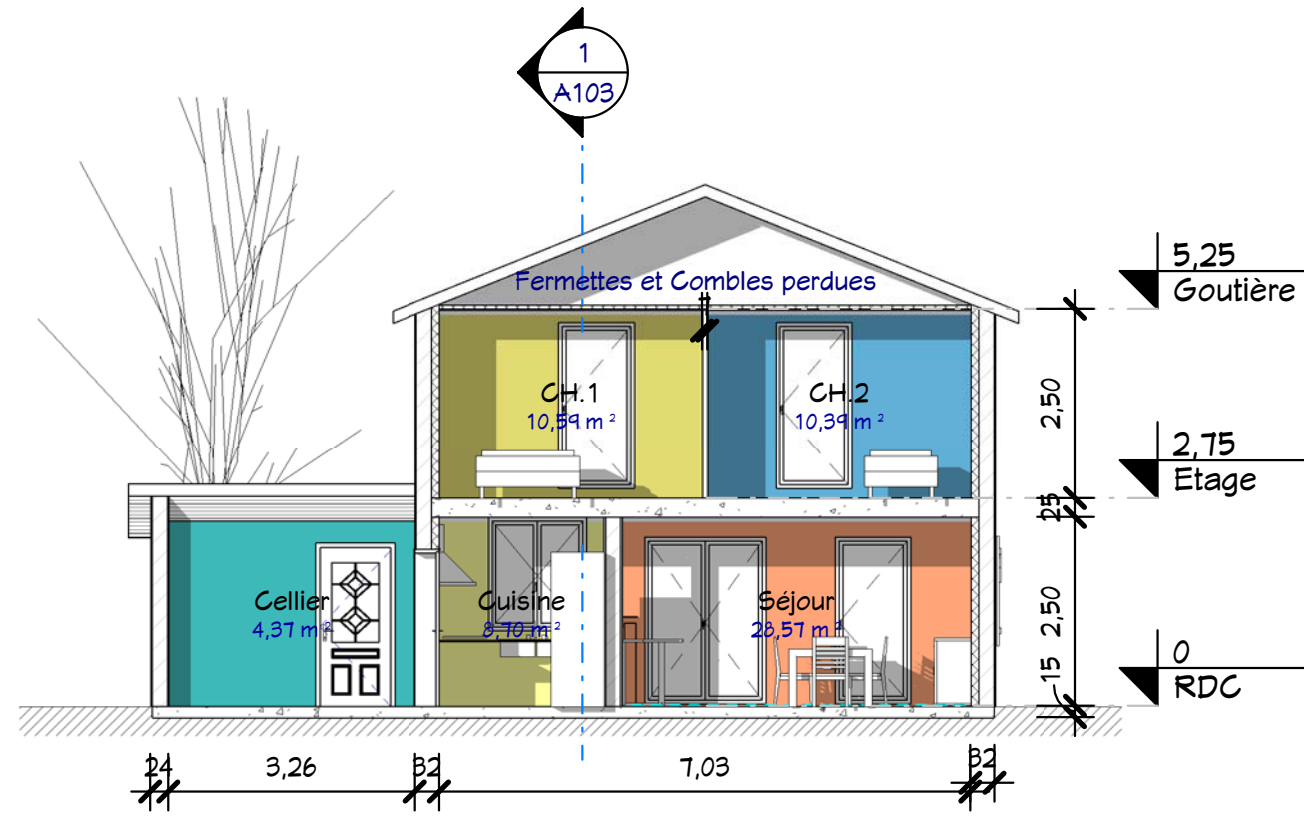 1
A103
5,25
Goutière
Fermettes et Combles perdues
CH.1
10,59 m²
CH.2
10,39 m²
2,50
2,75
Etage
25
Cellier
4,37 m²
Cuisine
8,70 m²
Séjour
28,57 m²
2,50
0
RDC
15
24
3,26
32
7,03
32